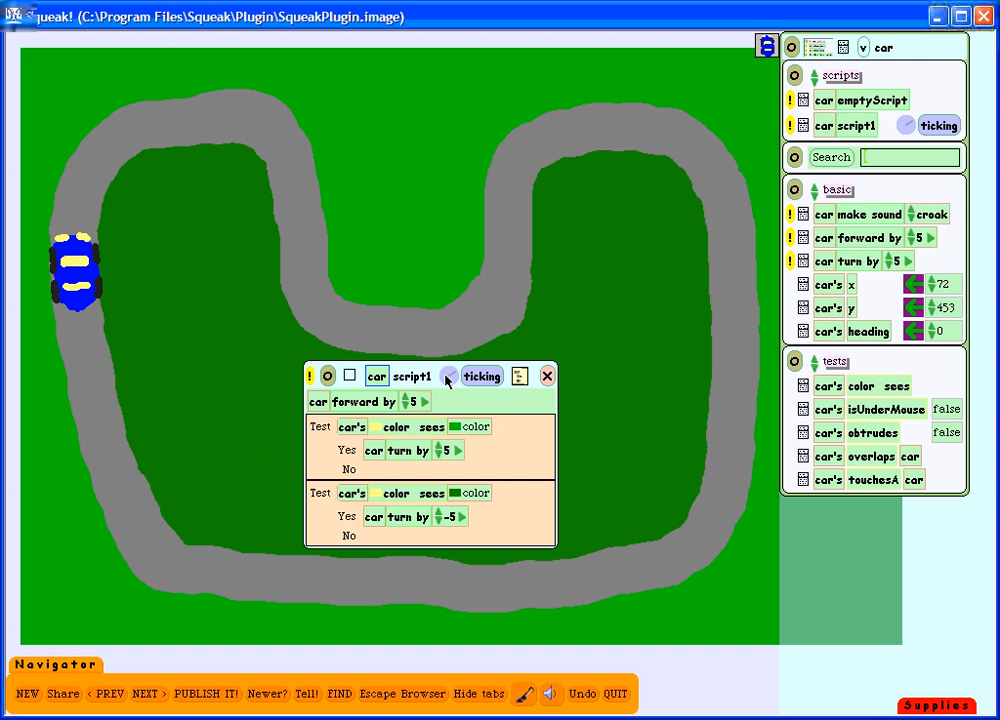 queak! (C:\Program Files\Squeak\Plugin\SqueakPlugin.image)
v car
scripts
! car emptyScript
! car script1 ticking
Search
basic
! car make sound croak
! car forward by 5
! car turn by 5
car's x 72
car's y 453
car's heading 0
tests
car's color sees
car's isUnderMouse false
car's obtrudes false
car's overlaps car
car's touchesA car
! car script1 ticking
car forward by 5
Test car's color sees color
Yes car turn by 5
No
Test car's color sees color
Yes car turn by -5
No
Navigator
NEW Share < PREV NEXT > PUBLISH IT! Newer? Tell! FIND Escape Browser Hide tabs Undo QUIT
Supplies